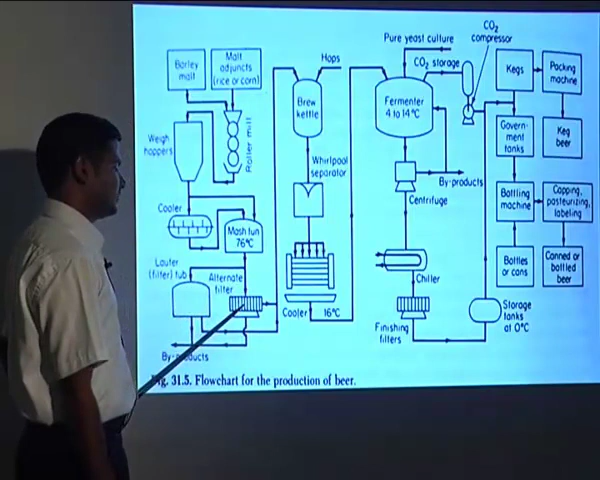 Barley
malt
Malt
adjuncts
(rice or corn)
Weigh
hoppers
Roller mill
Cooler
Mash tun
76°C
Lauter
(filter) tub
Alternate
filter
By-products
Hops
Brew
kettle
Whirlpool
separator
Cooler 16°C
Pure yeast culture
CO2 storage
CO2
compressor
Fermenter
4 to 14°C
By-products
Centrifuge
Chiller
Finishing
filters
Storage
tanks
at 0°C
Kegs
Packing
machine
Govern-
ment
tanks
Keg
beer
Bottling
machine
Capping,
pasteurizing,
labeling
Bottles
or cans
Canned or
bottled
beer
Fig. 31.5. Flowchart for the production of beer.